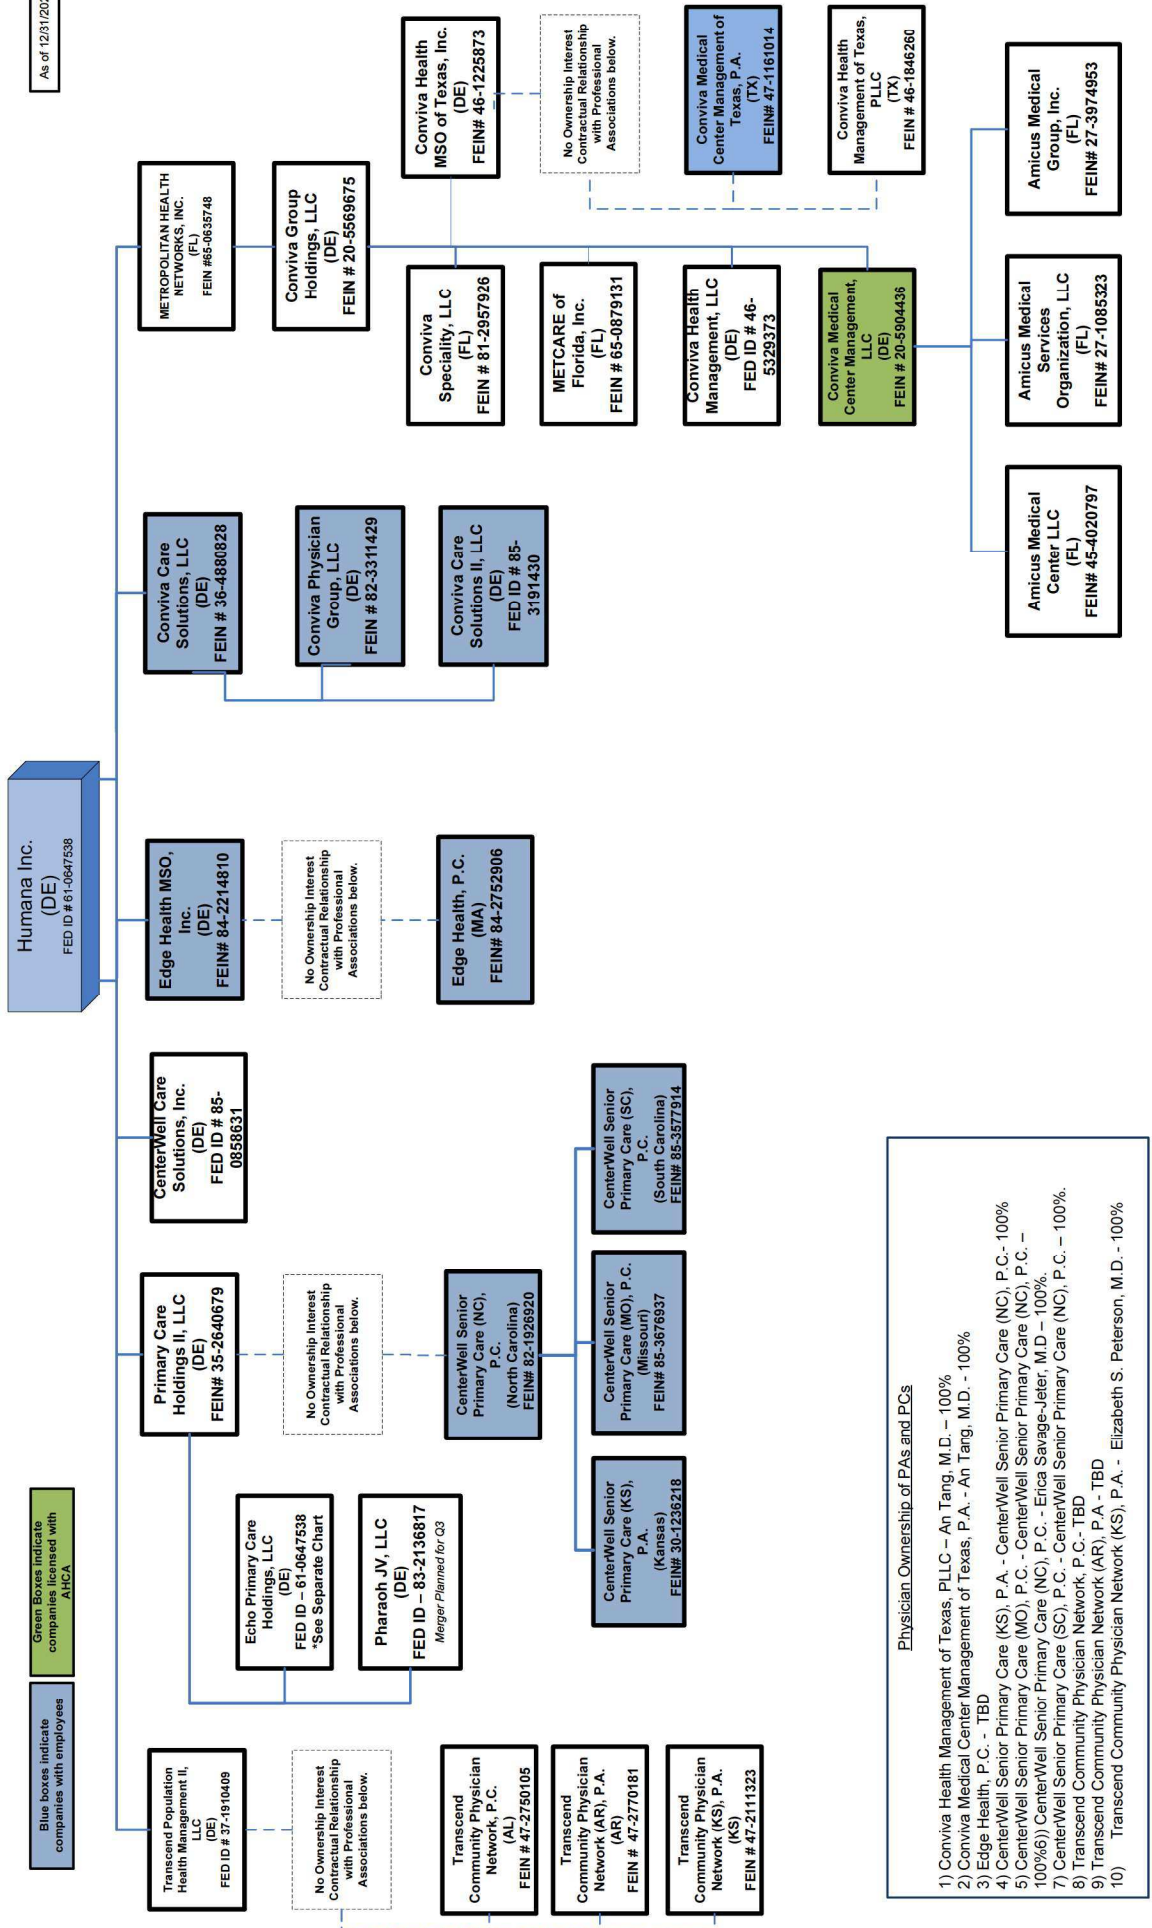 As of 12/31/202
Humana Inc.
(DE)
FED ID # 61-0647538
Blue boxes indicate
companies with employees
Green Boxes indicate
companies licensed with
AHCA
Transcend Population
Health Management II,
LLC
(DE)
FED ID # 37-1910409
No Ownership Interest
Contractual Relationship
with Professional
Associations below.
Transcend
Community Physician
Network, P.C.
(AL)
FEIN # 47-2750105
Transcend
Community Physician
Network (AR), P.A.
(AR)
FEIN # 47-2770181
Transcend
Community Physician
Network (KS), P.A.
(KS)
FEIN # 47-2111323
Primary Care
Holdings II, LLC
(DE)
FEIN# 35-2640679
Echo Primary Care
Holdings, LLC
(DE)
FED ID – 61-0647538
*See Separate Chart
Pharaoh JV, LLC
(DE)
FED ID – 83-2136817
Merger Planned for Q3
No Ownership Interest
Contractual Relationship
with Professional
Associations below.
CenterWell Senior
Primary Care (NC),
P.C.
(North Carolina)
FEIN# 82-1926920
CenterWell Senior
Primary Care (KS),
P.A.
(Kansas)
FEIN# 30-1236218
CenterWell Senior
Primary Care (MO), P.C.
(Missouri)
FEIN# 85-3676937
CenterWell Senior
Primary Care (SC),
P.C.
(South Carolina)
FEIN# 85-3577914
CenterWell Care
Solutions, Inc.
(DE)
FED ID # 85-
0858631
Edge Health MSO,
Inc.
(DE)
FEIN# 84-2214810
No Ownership Interest
Contractual Relationship
with Professional
Associations below.
Edge Health, P.C.
(MA)
FEIN# 84-2752906
Conviva Care
Solutions, LLC
(DE)
FEIN # 36-4880828
Conviva Physician
Group, LLC
(DE)
FEIN # 82-3311429
Conviva Care
Solutions II, LLC
(DE)
FED ID # 85-
3191430
METROPOLITAN HEALTH
NETWORKS, INC.
(FL)
FEIN #65-0635748
Conviva Group
Holdings, LLC
(DE)
FEIN # 20-5569675
Conviva Health
MSO of Texas, Inc.
(DE)
FEIN# 46-1225873
No Ownership Interest
Contractual Relationship
with Professional
Associations below.
Conviva Medical
Center Management of
Texas, P.A.
(TX)
FEIN# 47-1161014
Conviva Health
Management of Texas,
PLLC
(TX)
FEIN # 46-1846260
Conviva
Speciality, LLC
(FL)
FEIN # 81-2957926
METCARE of
Florida, Inc.
(FL)
FEIN # 65-0879131
Conviva Health
Management, LLC
(DE)
FED ID # 46-
5329373
Conviva Medical
Center Management,
LLC
(DE)
FEIN # 20-5904436
Amicus Medical
Center LLC
(FL)
FEIN# 45-4020797
Amicus Medical
Services
Organization, LLC
(FL)
FEIN# 27-1085323
Amicus Medical
Group, Inc.
(FL)
FEIN# 27-3974953
Physician Ownership of PAs and PCs
1) Conviva Health Management of Texas, PLLC – An Tang, M.D. – 100%
2) Conviva Medical Center Management of Texas, P.A. - An Tang, M.D. - 100%
3) Edge Health, P.C. - TBD
4) CenterWell Senior Primary Care (KS), P.A. - CenterWell Senior Primary Care (NC), P.C.- 100%
5) CenterWell Senior Primary Care (MO), P.C. - CenterWell Senior Primary Care (NC), P.C. –
100%6)) CenterWell Senior Primary Care (NC), P.C. - Erica Savage-Jeter, M.D – 100%.
7) CenterWell Senior Primary Care (SC), P.C. - CenterWell Senior Primary Care (NC), P.C. – 100%.
8) Transcend Community Physician Network, P.C.- TBD
9) Transcend Community Physician Network (AR), P.A - TBD
10) Transcend Community Physician Network (KS), P.A. - Elizabeth S. Peterson, M.D. - 100%